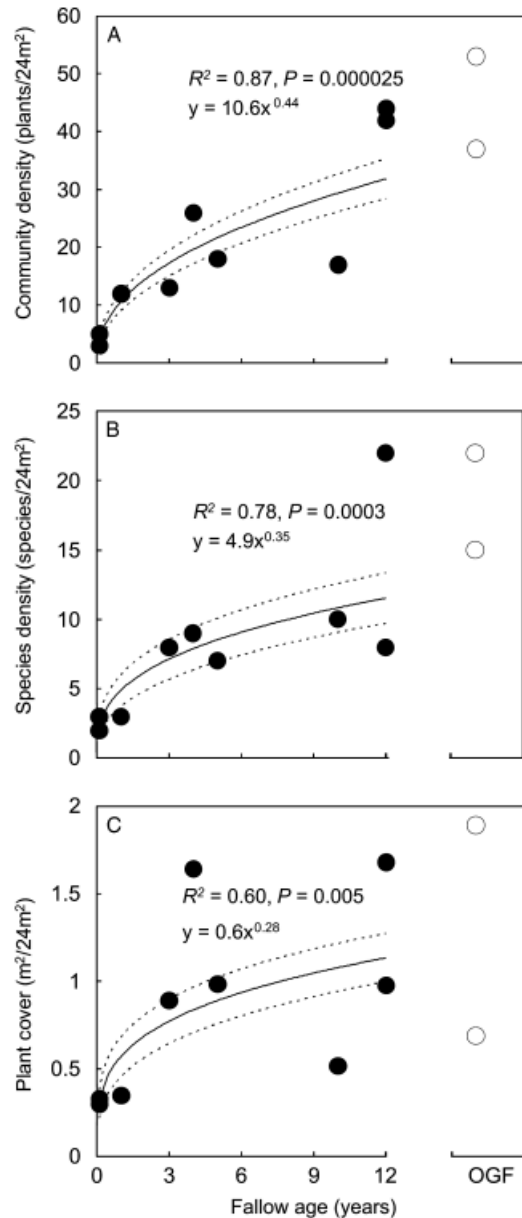 A
Community density (plants/24m²)
60
50
40
30
20
10
0
R² = 0.87, P = 0.000025
y = 10.6x^0.44
B
Species density (species/24m²)
25
20
15
10
5
0
R² = 0.78, P = 0.0003
y = 4.9x^0.35
C
Plant cover (m²/24m²)
2
1.5
1
0.5
0
R² = 0.60, P = 0.005
y = 0.6x^0.28
0 3 6 9 12 OGF
Fallow age (years)